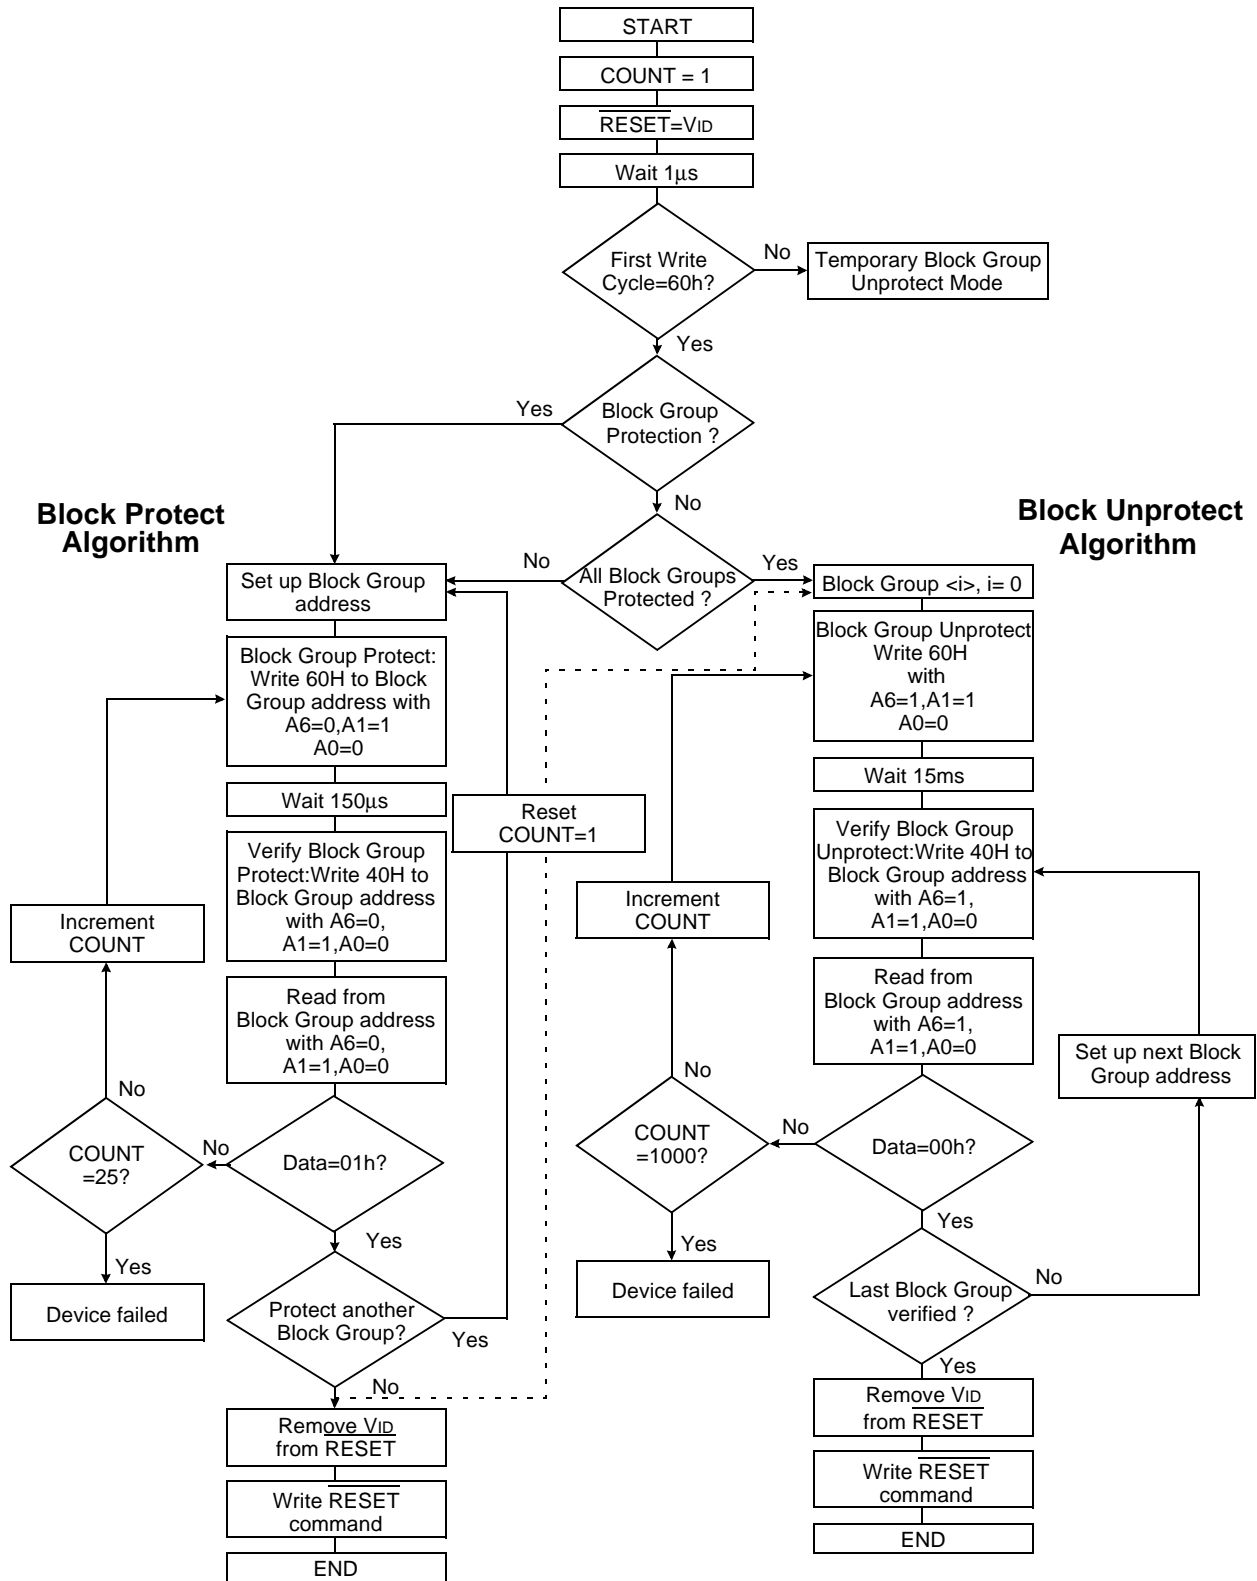 START
COUNT = 1
RESET=VID
Wait 1μs
First Write
Cycle=60h?
No
Temporary Block Group
Unprotect Mode
Yes
Block Group
Protection ?
Yes
No
Block Protect
Algorithm
Block Unprotect
Algorithm
All Block Groups
Protected ?
No
Yes
Set up Block Group
address
Block Group Protect:
Write 60H to Block
Group address with
A6=0,A1=1
A0=0
Wait 150μs
Reset
COUNT=1
Verify Block Group
Protect:Write 40H to
Block Group address
with A6=0,
A1=1,A0=0
Increment
COUNT
Read from
Block Group address
with A6=0,
A1=1,A0=0
No
COUNT
=25?
No
Data=01h?
Yes
Yes
Device failed
Protect another
Block Group?
Yes
No
Remove VID
from RESET
Write RESET
command
END
Block Group <i>, i= 0
Block Group Unprotect
Write 60H
with
A6=1,A1=1
A0=0
Wait 15ms
Verify Block Group
Unprotect:Write 40H to
Block Group address
with A6=1,
A1=1,A0=0
Increment
COUNT
Read from
Block Group address
with A6=1,
A1=1,A0=0
Set up next Block
Group address
No
COUNT
=1000?
No
Data=00h?
Yes
Yes
Device failed
Last Block Group
verified ?
No
Yes
Remove VID
from RESET
Write RESET
command
END